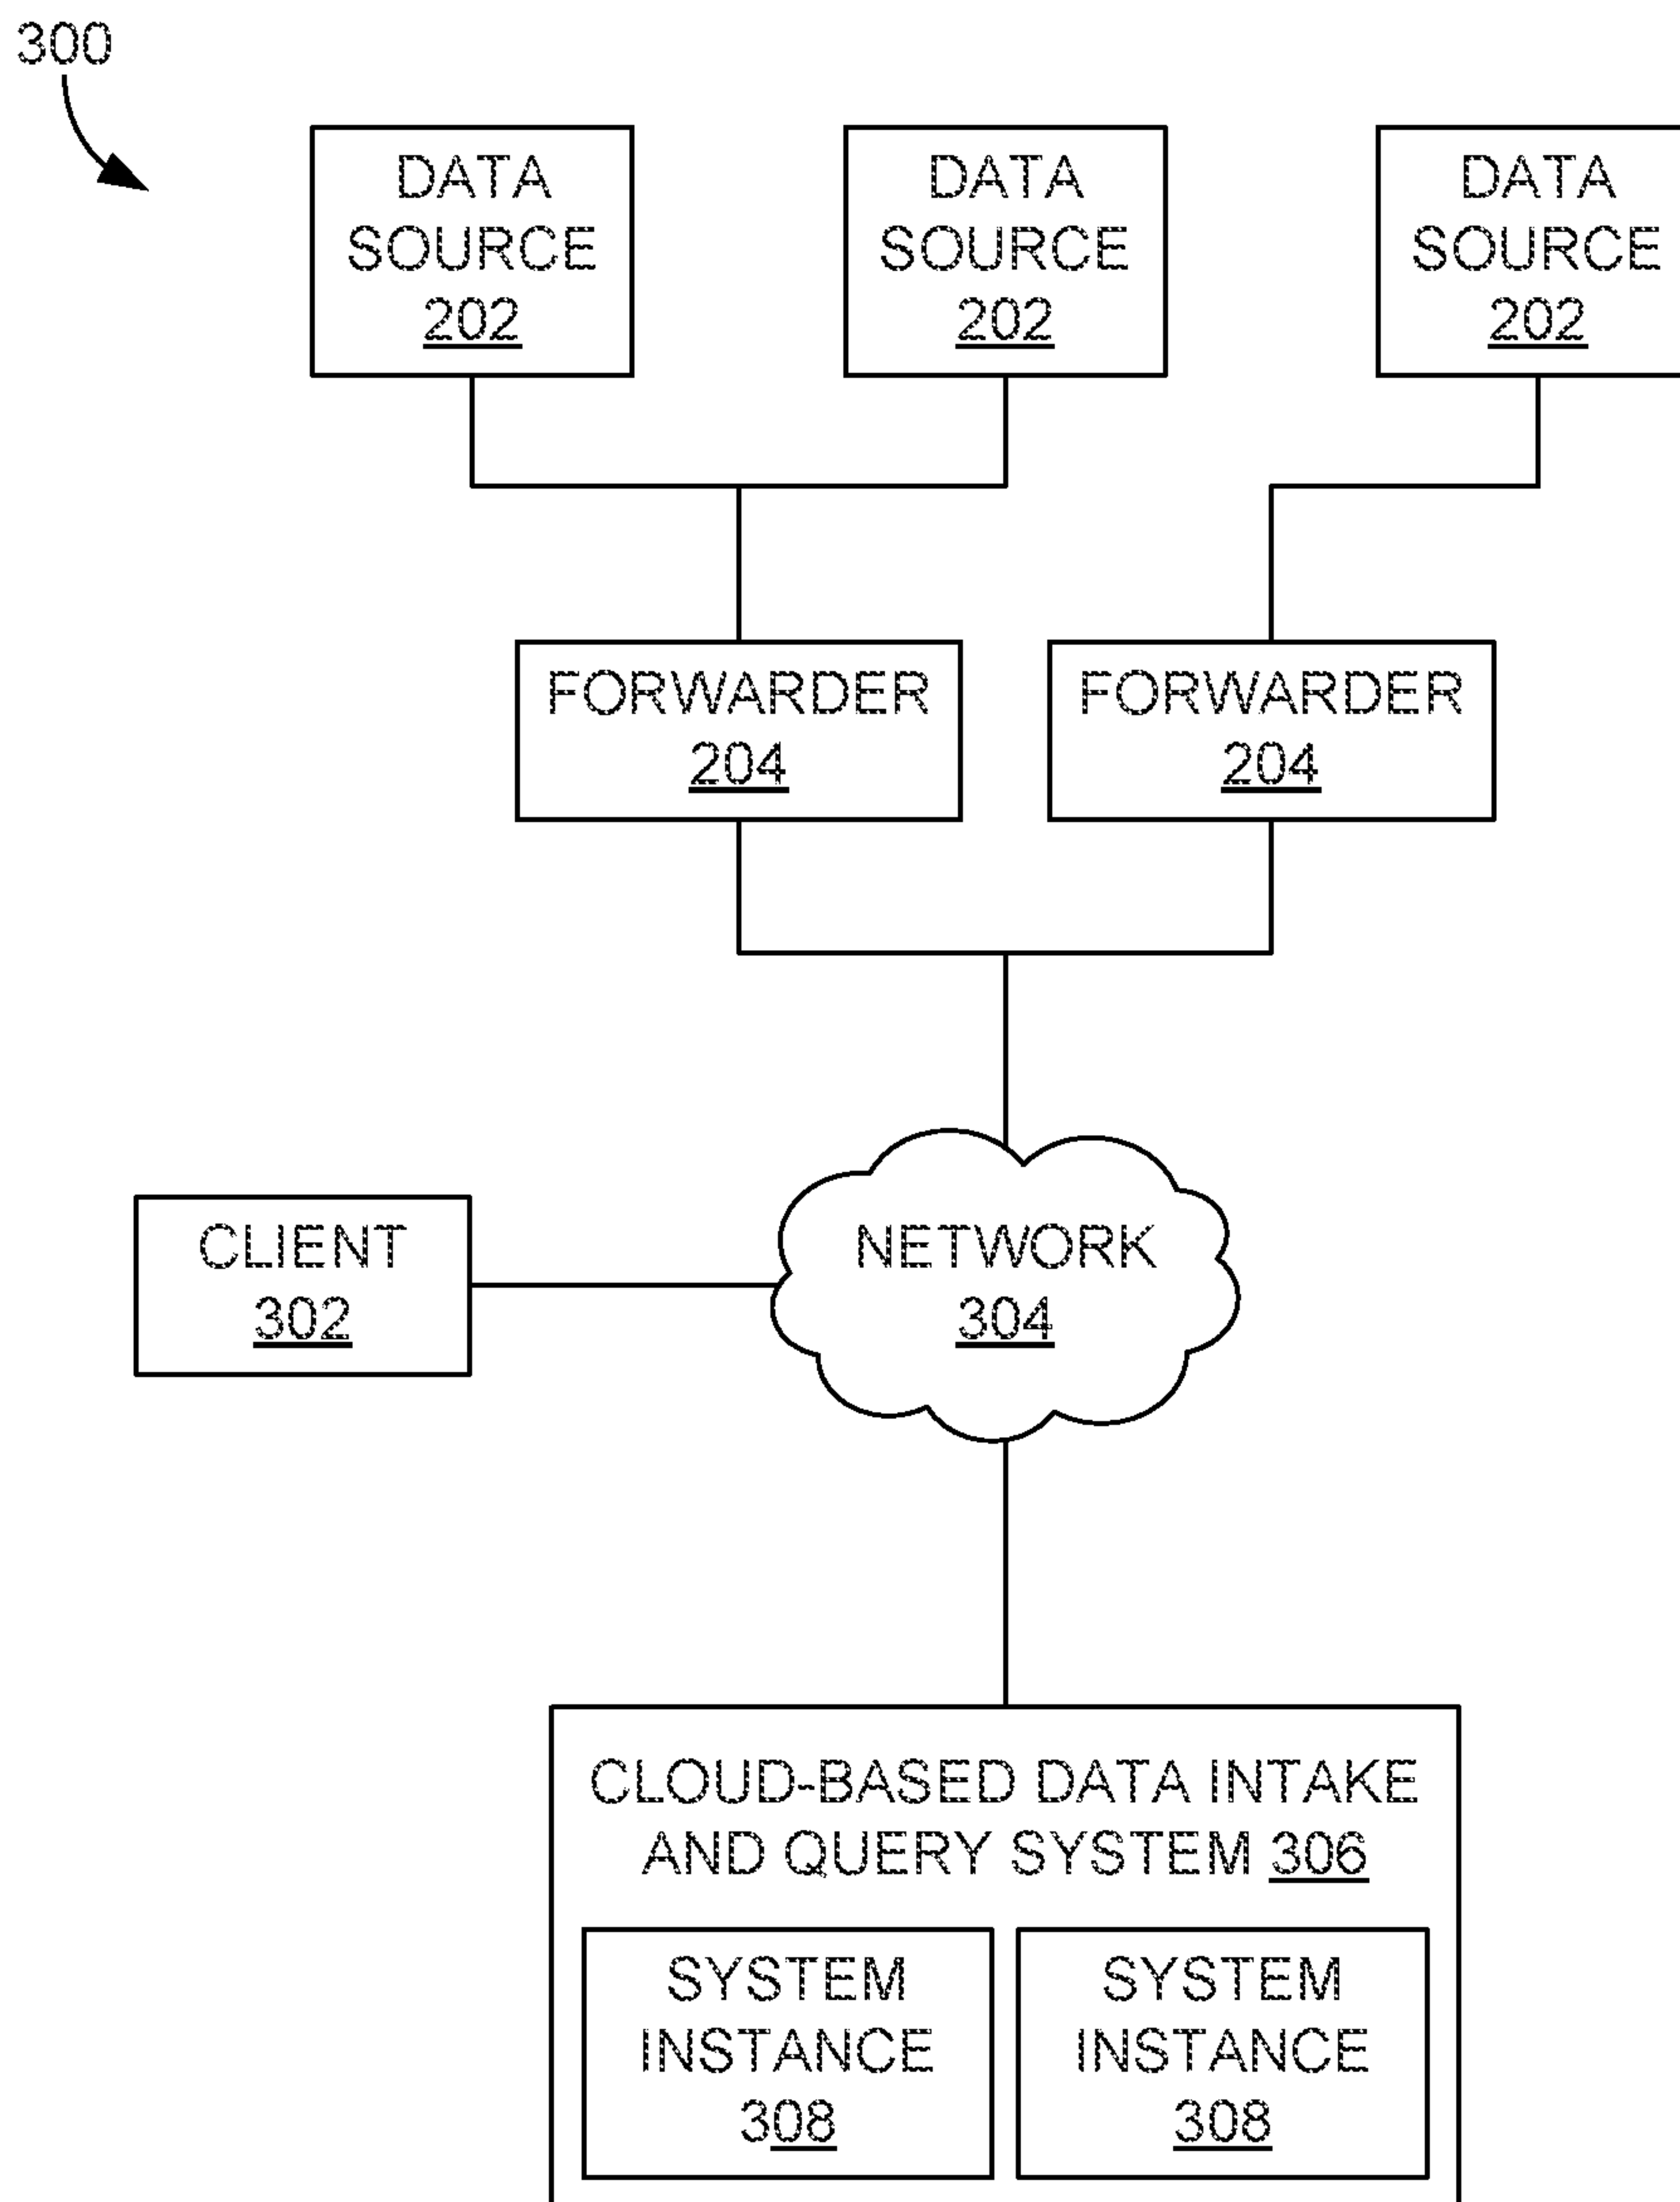 300
DATA
SOURCE
202
DATA
SOURCE
202
DATA
SOURCE
202
FORWARDER
204
FORWARDER
204
CLIENT
302
NETWORK
304
CLOUD-BASED DATA INTAKE
AND QUERY SYSTEM 306
SYSTEM
INSTANCE
308
SYSTEM
INSTANCE
308